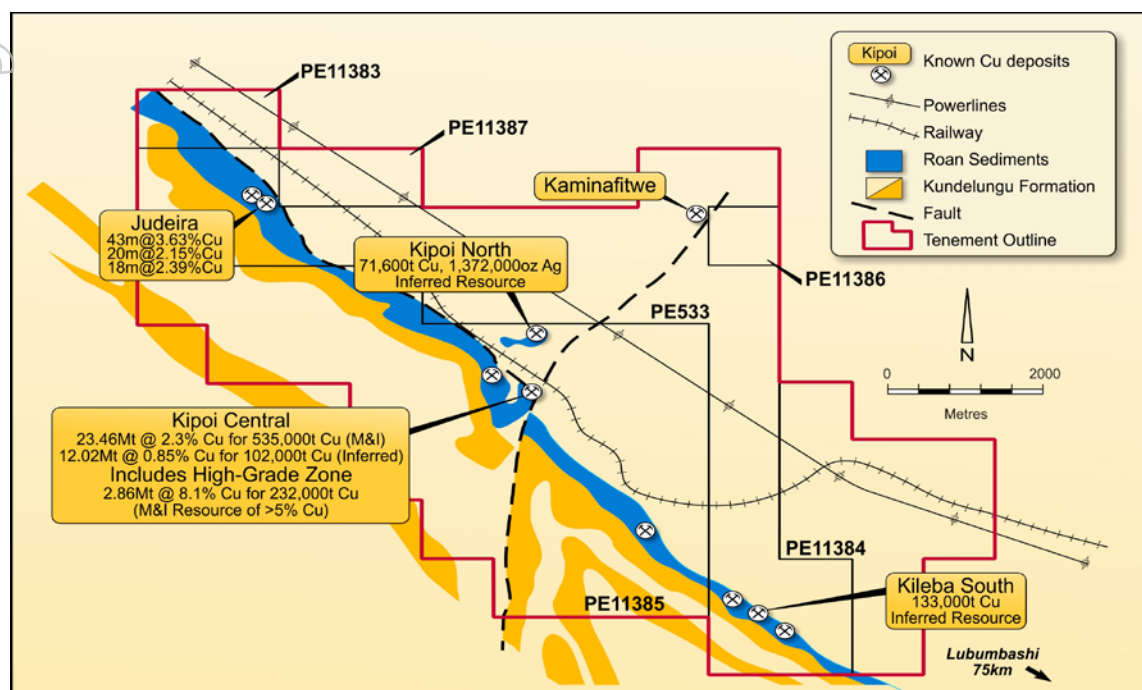 PE11383
PE11387
Kaminafitwe
Judeira
43m@3.63%Cu
20m@2.15%Cu
18m@2.39%Cu
Kipoi North
71,600t Cu, 1,372,000oz Ag
Inferred Resource
PE11386
PE533
Kipoi Central
23.46Mt @ 2.3% Cu for 535,000t Cu (M&I)
12.02Mt @ 0.85% Cu for 102,000t Cu (Inferred)
Includes High-Grade Zone
2.86Mt @ 8.1% Cu for 232,000t Cu
(M&I Resource of >5% Cu)
PE11384
PE11385
Kileba South
133,000t Cu
Inferred Resource
Lubumbashi
75km
Kipoi
Known Cu deposits
Powerlines
Railway
Roan Sediments
Kundelungu Formation
Fault
Tenement Outline
N
0 2000
Metres